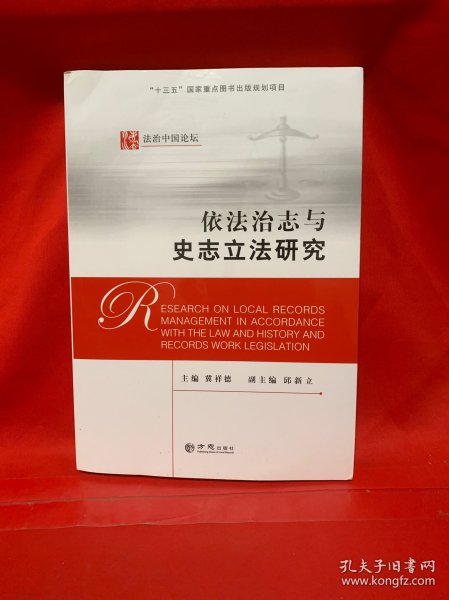 “十三五”国家重点图书出版规划项目
法治中国论坛
依法治志与
史志立法研究
RESEARCH ON LOCAL RECORDS
MANAGEMENT IN ACCORDANCE
WITH THE LAW AND HISTORY AND
RECORDS WORK LEGISLATION
主编 冀祥德 副主编 邱新立
方志出版社
孔夫子旧书网
www.kongfz.com